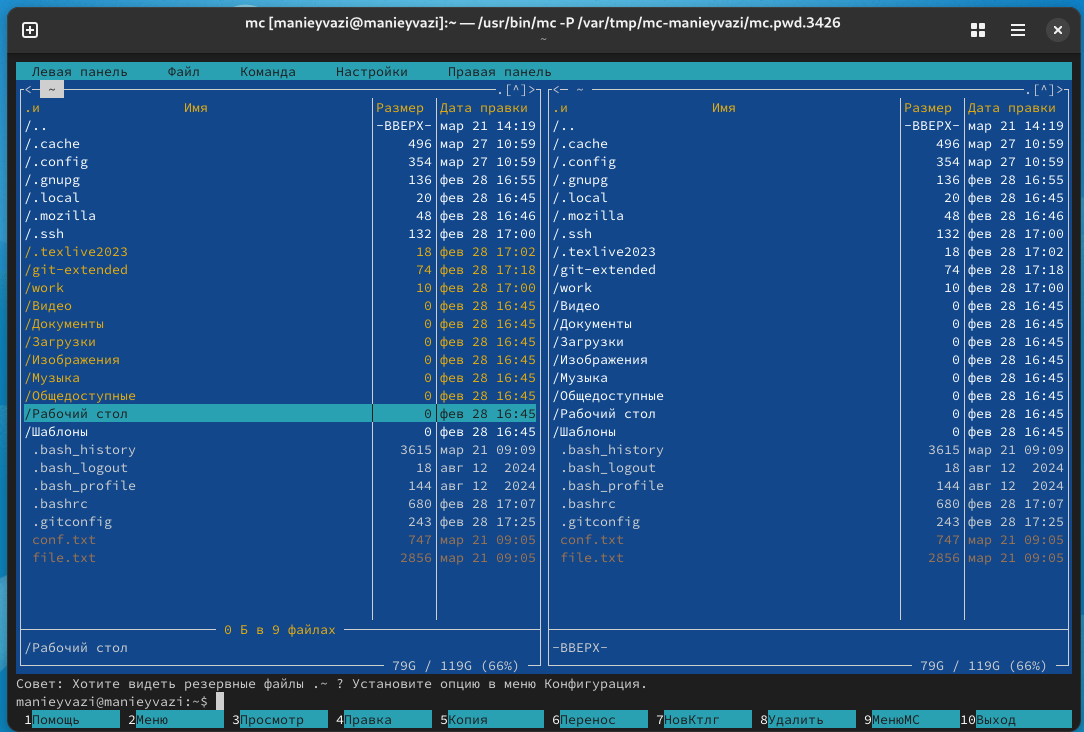 mc [manieyvazi@manieyvazi]:~ — /usr/bin/mc -P /var/tmp/mc-manieyvazi/mc.pwd.3426
~
Левая панель Файл Команда Настройки Правая панель
<- ~ .[^]> <- ~ .[^]>
.и Имя Размер Дата правки .и Имя Размер Дата правки
/.. -ВВЕРХ- мар 21 14:19 /.. -ВВЕРХ- мар 21 14:19
/.cache 496 мар 27 10:59 /.cache 496 мар 27 10:59
/.config 354 мар 27 10:59 /.config 354 мар 27 10:59
/.gnupg 136 фев 28 16:55 /.gnupg 136 фев 28 16:55
/.local 20 фев 28 16:45 /.local 20 фев 28 16:45
/.mozilla 48 фев 28 16:46 /.mozilla 48 фев 28 16:46
/.ssh 132 фев 28 17:00 /.ssh 132 фев 28 17:00
/.texlive2023 18 фев 28 17:02 /.texlive2023 18 фев 28 17:02
/git-extended 74 фев 28 17:18 /git-extended 74 фев 28 17:18
/work 10 фев 28 17:00 /work 10 фев 28 17:00
/Видео 0 фев 28 16:45 /Видео 0 фев 28 16:45
/Документы 0 фев 28 16:45 /Документы 0 фев 28 16:45
/Загрузки 0 фев 28 16:45 /Загрузки 0 фев 28 16:45
/Изображения 0 фев 28 16:45 /Изображения 0 фев 28 16:45
/Музыка 0 фев 28 16:45 /Музыка 0 фев 28 16:45
/Общедоступные 0 фев 28 16:45 /Общедоступные 0 фев 28 16:45
/Рабочий стол 0 фев 28 16:45 /Рабочий стол 0 фев 28 16:45
/Шаблоны 0 фев 28 16:45 /Шаблоны 0 фев 28 16:45
.bash_history 3615 мар 21 09:09 .bash_history 3615 мар 21 09:09
.bash_logout 18 авг 12 2024 .bash_logout 18 авг 12 2024
.bash_profile 144 авг 12 2024 .bash_profile 144 авг 12 2024
.bashrc 680 фев 28 17:07 .bashrc 680 фев 28 17:07
.gitconfig 243 фев 28 17:25 .gitconfig 243 фев 28 17:25
conf.txt 747 мар 21 09:05 conf.txt 747 мар 21 09:05
file.txt 2856 мар 21 09:05 file.txt 2856 мар 21 09:05
0 Б в 9 файлах
/Рабочий стол -ВВЕРХ-
79G / 119G (66%) 79G / 119G (66%)
Совет: Хотите видеть резервные файлы .~ ? Установите опцию в меню Конфигурация.
manieyvazi@manieyvazi:~$
1Помощь 2Меню 3Просмотр 4Правка 5Копия 6Перенос 7НовКтлг 8Удалить 9МенюМС 10Выход